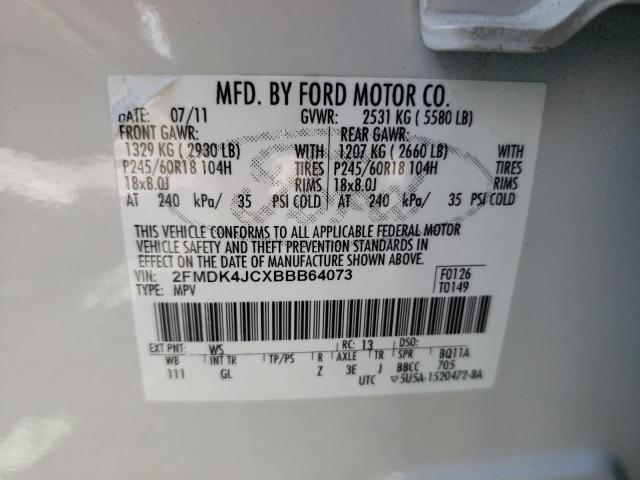 MFD. BY FORD MOTOR CO.
DATE: 07/11 GVWR: 2531 KG ( 5580 LB)
FRONT GAWR: REAR GAWR:
1329 KG ( 2930 LB) WITH 1207 KG ( 2660 LB) WITH
P245/60R18 104H TIRES P245/60R18 104H TIRES
18x8.0J RIMS 18x8.0J RIMS
AT 240 kPa/ 35 PSI COLD AT 240 kPa/ 35 PSI COLD
THIS VEHICLE CONFORMS TO ALL APPLICABLE FEDERAL MOTOR
VEHICLE SAFETY AND THEFT PREVENTION STANDARDS IN
EFFECT ON THE DATE OF MANUFACTURE SHOWN ABOVE.
VIN: 2FMDK4JCXBBB64073 F0126
TYPE: MPV T0149
EXT PNT: WS RC: 13 DSO:
WB INT TR TP/PS R AXLE TR SPR BQ11A
111 GL Z 3E J BBCC 705
UTC ▽5U5A-1520472-BA
Ford